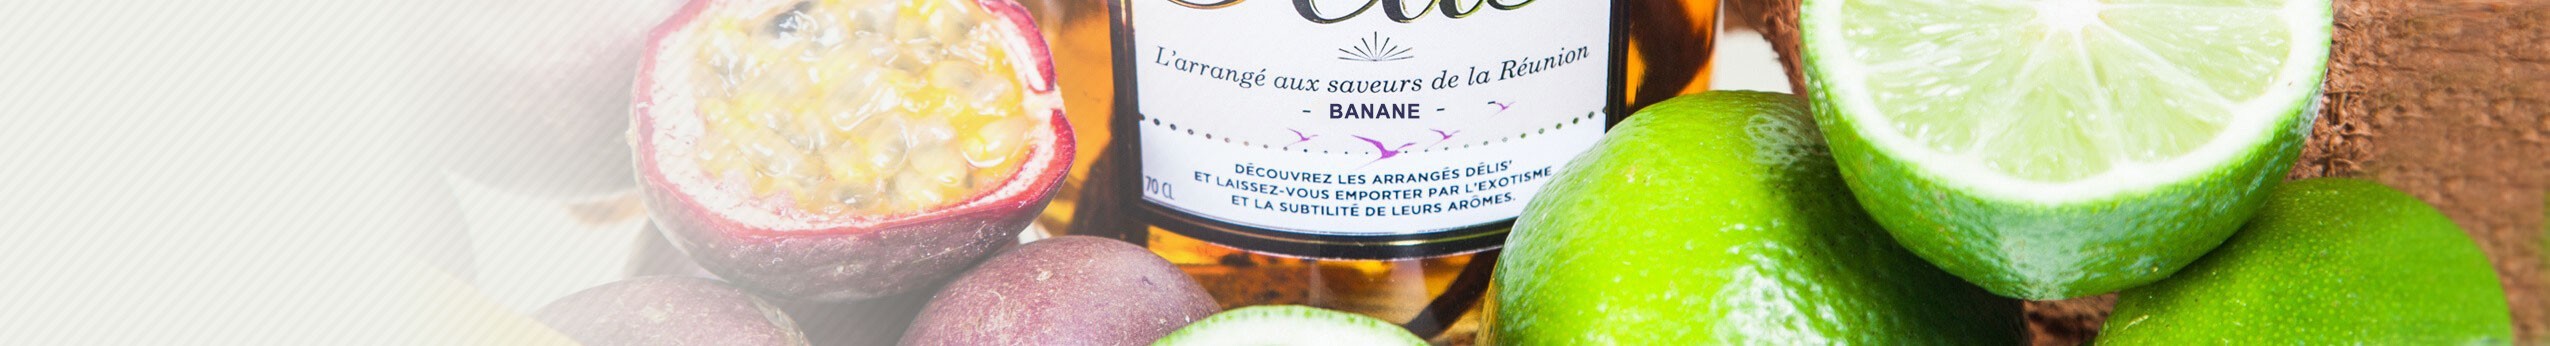 L'arrangé aux saveurs de la Réunion
- BANANE -
DÉCOUVREZ LES ARRANGÉS DÉLIS'
ET LAISSEZ-VOUS EMPORTER PAR L'EXOTISME
ET LA SUBTILITÉ DE LEURS ARÔMES.
70 CL